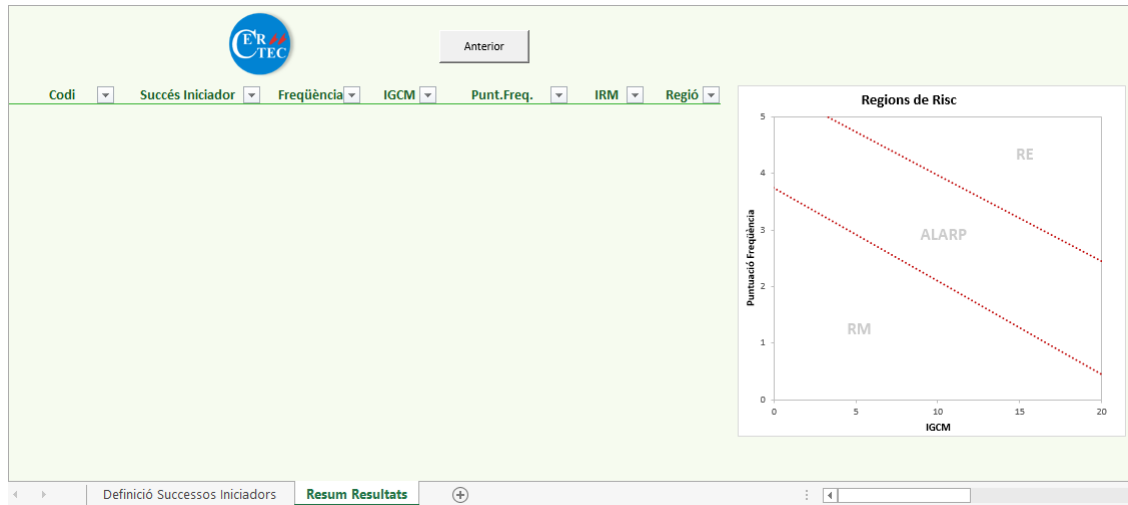 CER
TEC
Anterior
Codi Succés Iniciador Freqüència IGCM Punt.Freq. IRM Regió
Regions de Risc
5
4
3
2
1
0
Puntuació Freqüència
RE
ALARP
RM
0 5 10 15 20
IGCM
Definició Successos Iniciadors Resum Resultats